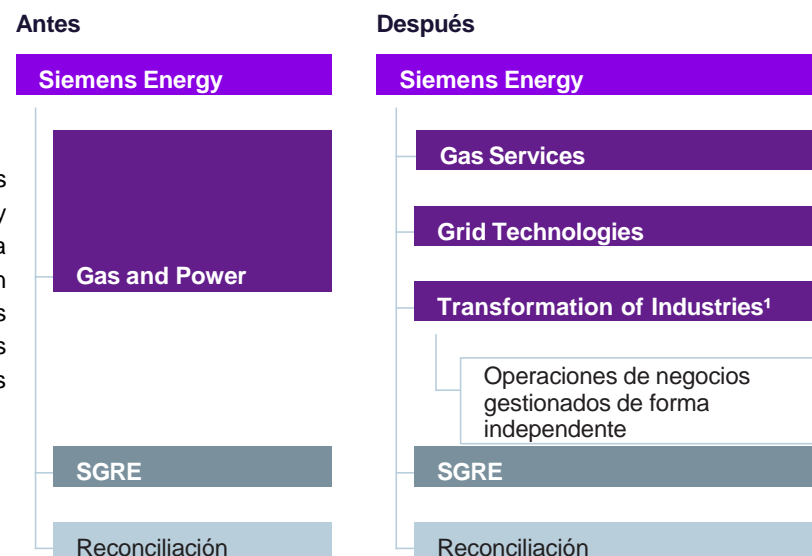 Antes
Siemens Energy
Gas and Power
SGRE
Reconciliación
Después
Siemens Energy
Gas Services
Grid Technologies
Transformation of Industries¹
Operaciones de negocios
gestionados de forma
independente
SGRE
Reconciliación